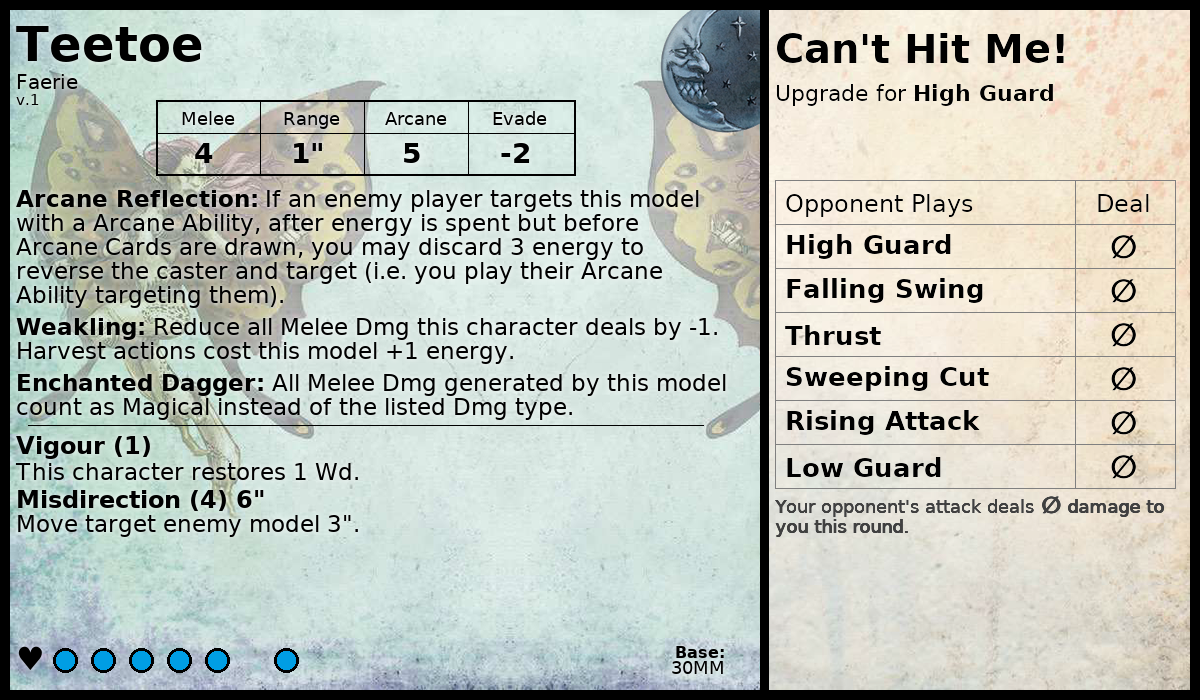 Teetoe
Faerie
v.1
Melee Range Arcane Evade
4 1" 5 -2
Arcane Reflection: If an enemy player targets this model
with a Arcane Ability, after energy is spent but before
Arcane Cards are drawn, you may discard 3 energy to
reverse the caster and target (i.e. you play their Arcane
Ability targeting them).
Weakling: Reduce all Melee Dmg this character deals by -1.
Harvest actions cost this model +1 energy.
Enchanted Dagger: All Melee Dmg generated by this model
count as Magical instead of the listed Dmg type.
Vigour (1)
This character restores 1 Wd.
Misdirection (4) 6"
Move target enemy model 3".
Base:
30MM
Can't Hit Me!
Upgrade for High Guard
Opponent Plays Deal
High Guard ∅
Falling Swing ∅
Thrust ∅
Sweeping Cut ∅
Rising Attack ∅
Low Guard ∅
Your opponent's attack deals ∅ damage to
you this round.